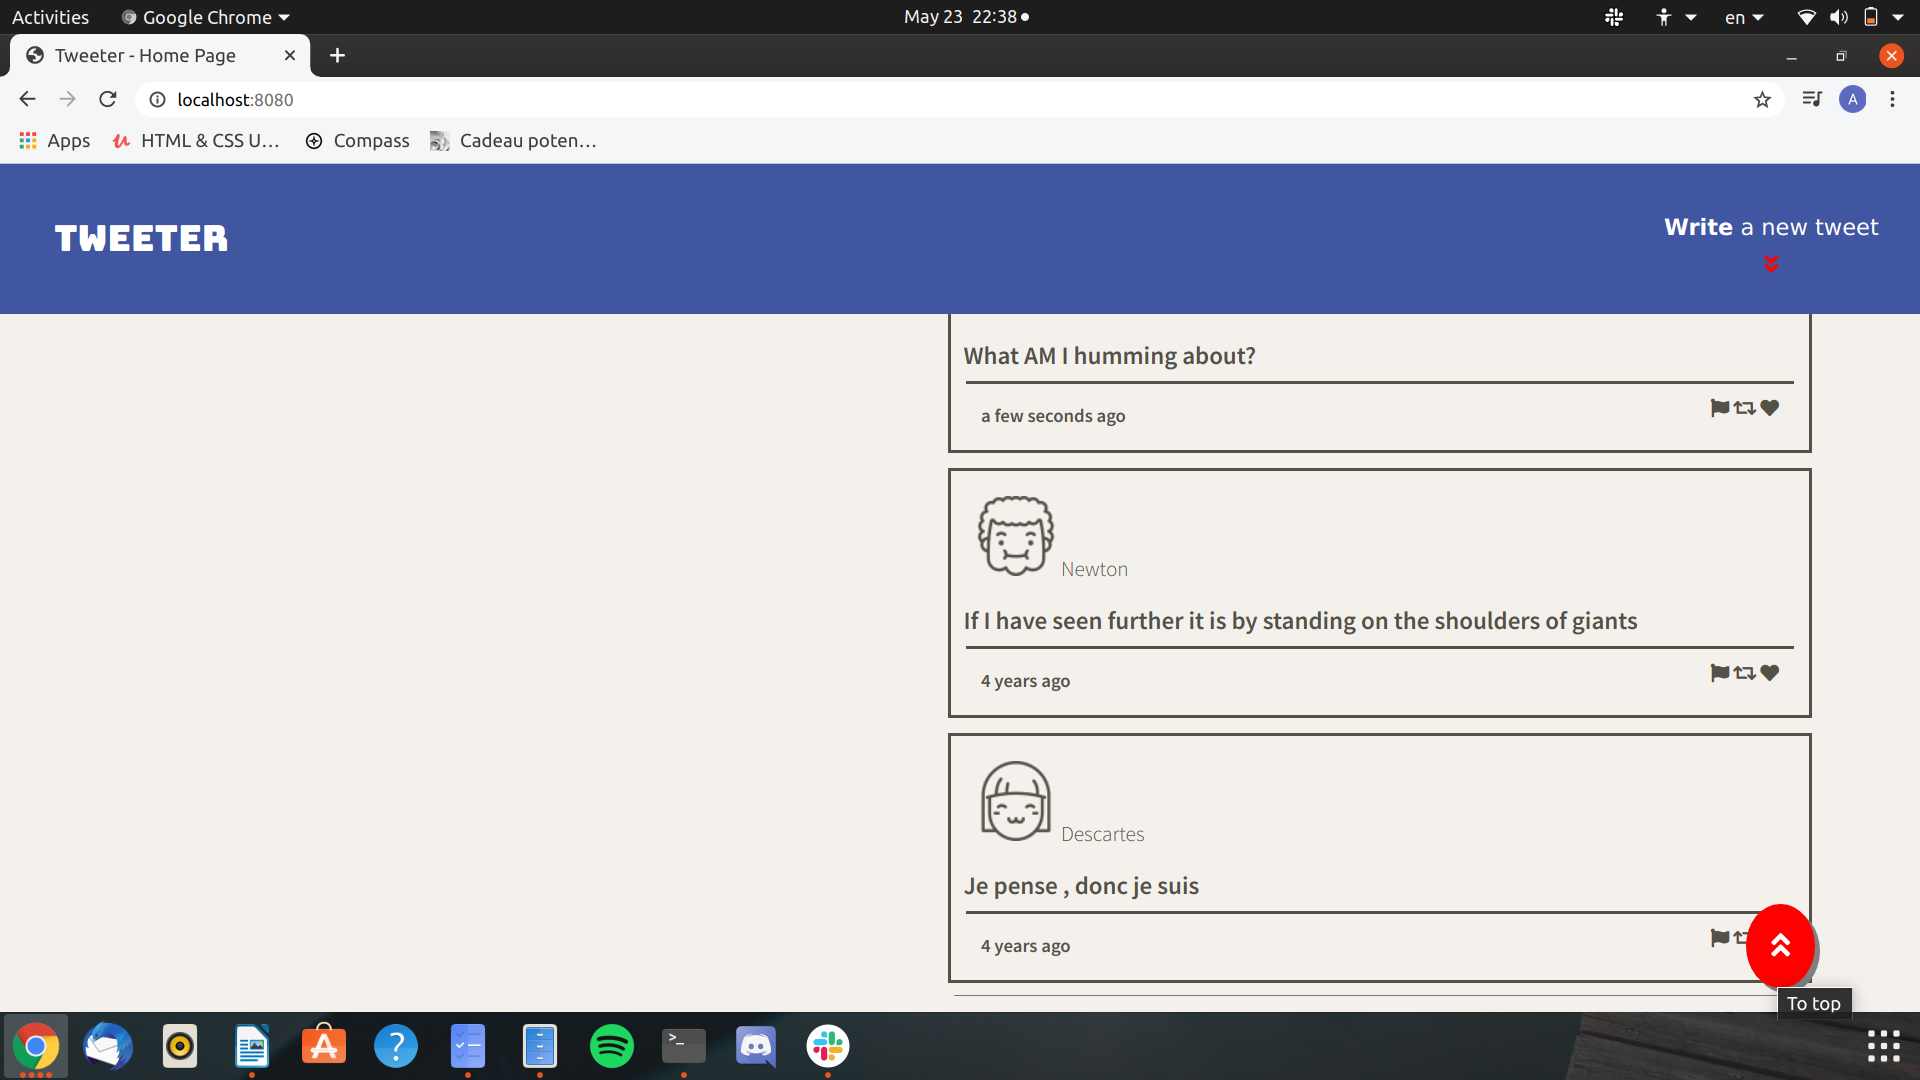 Activities
Google Chrome
May 23 22:38
en
Tweeter - Home Page
localhost:8080
A
Apps
HTML & CSS U...
Compass
Cadeau poten...
TWEETER
Write a new tweet
What AM I humming about?
a few seconds ago
Newton
If I have seen further it is by standing on the shoulders of giants
4 years ago
Descartes
Je pense , donc je suis
4 years ago
To top